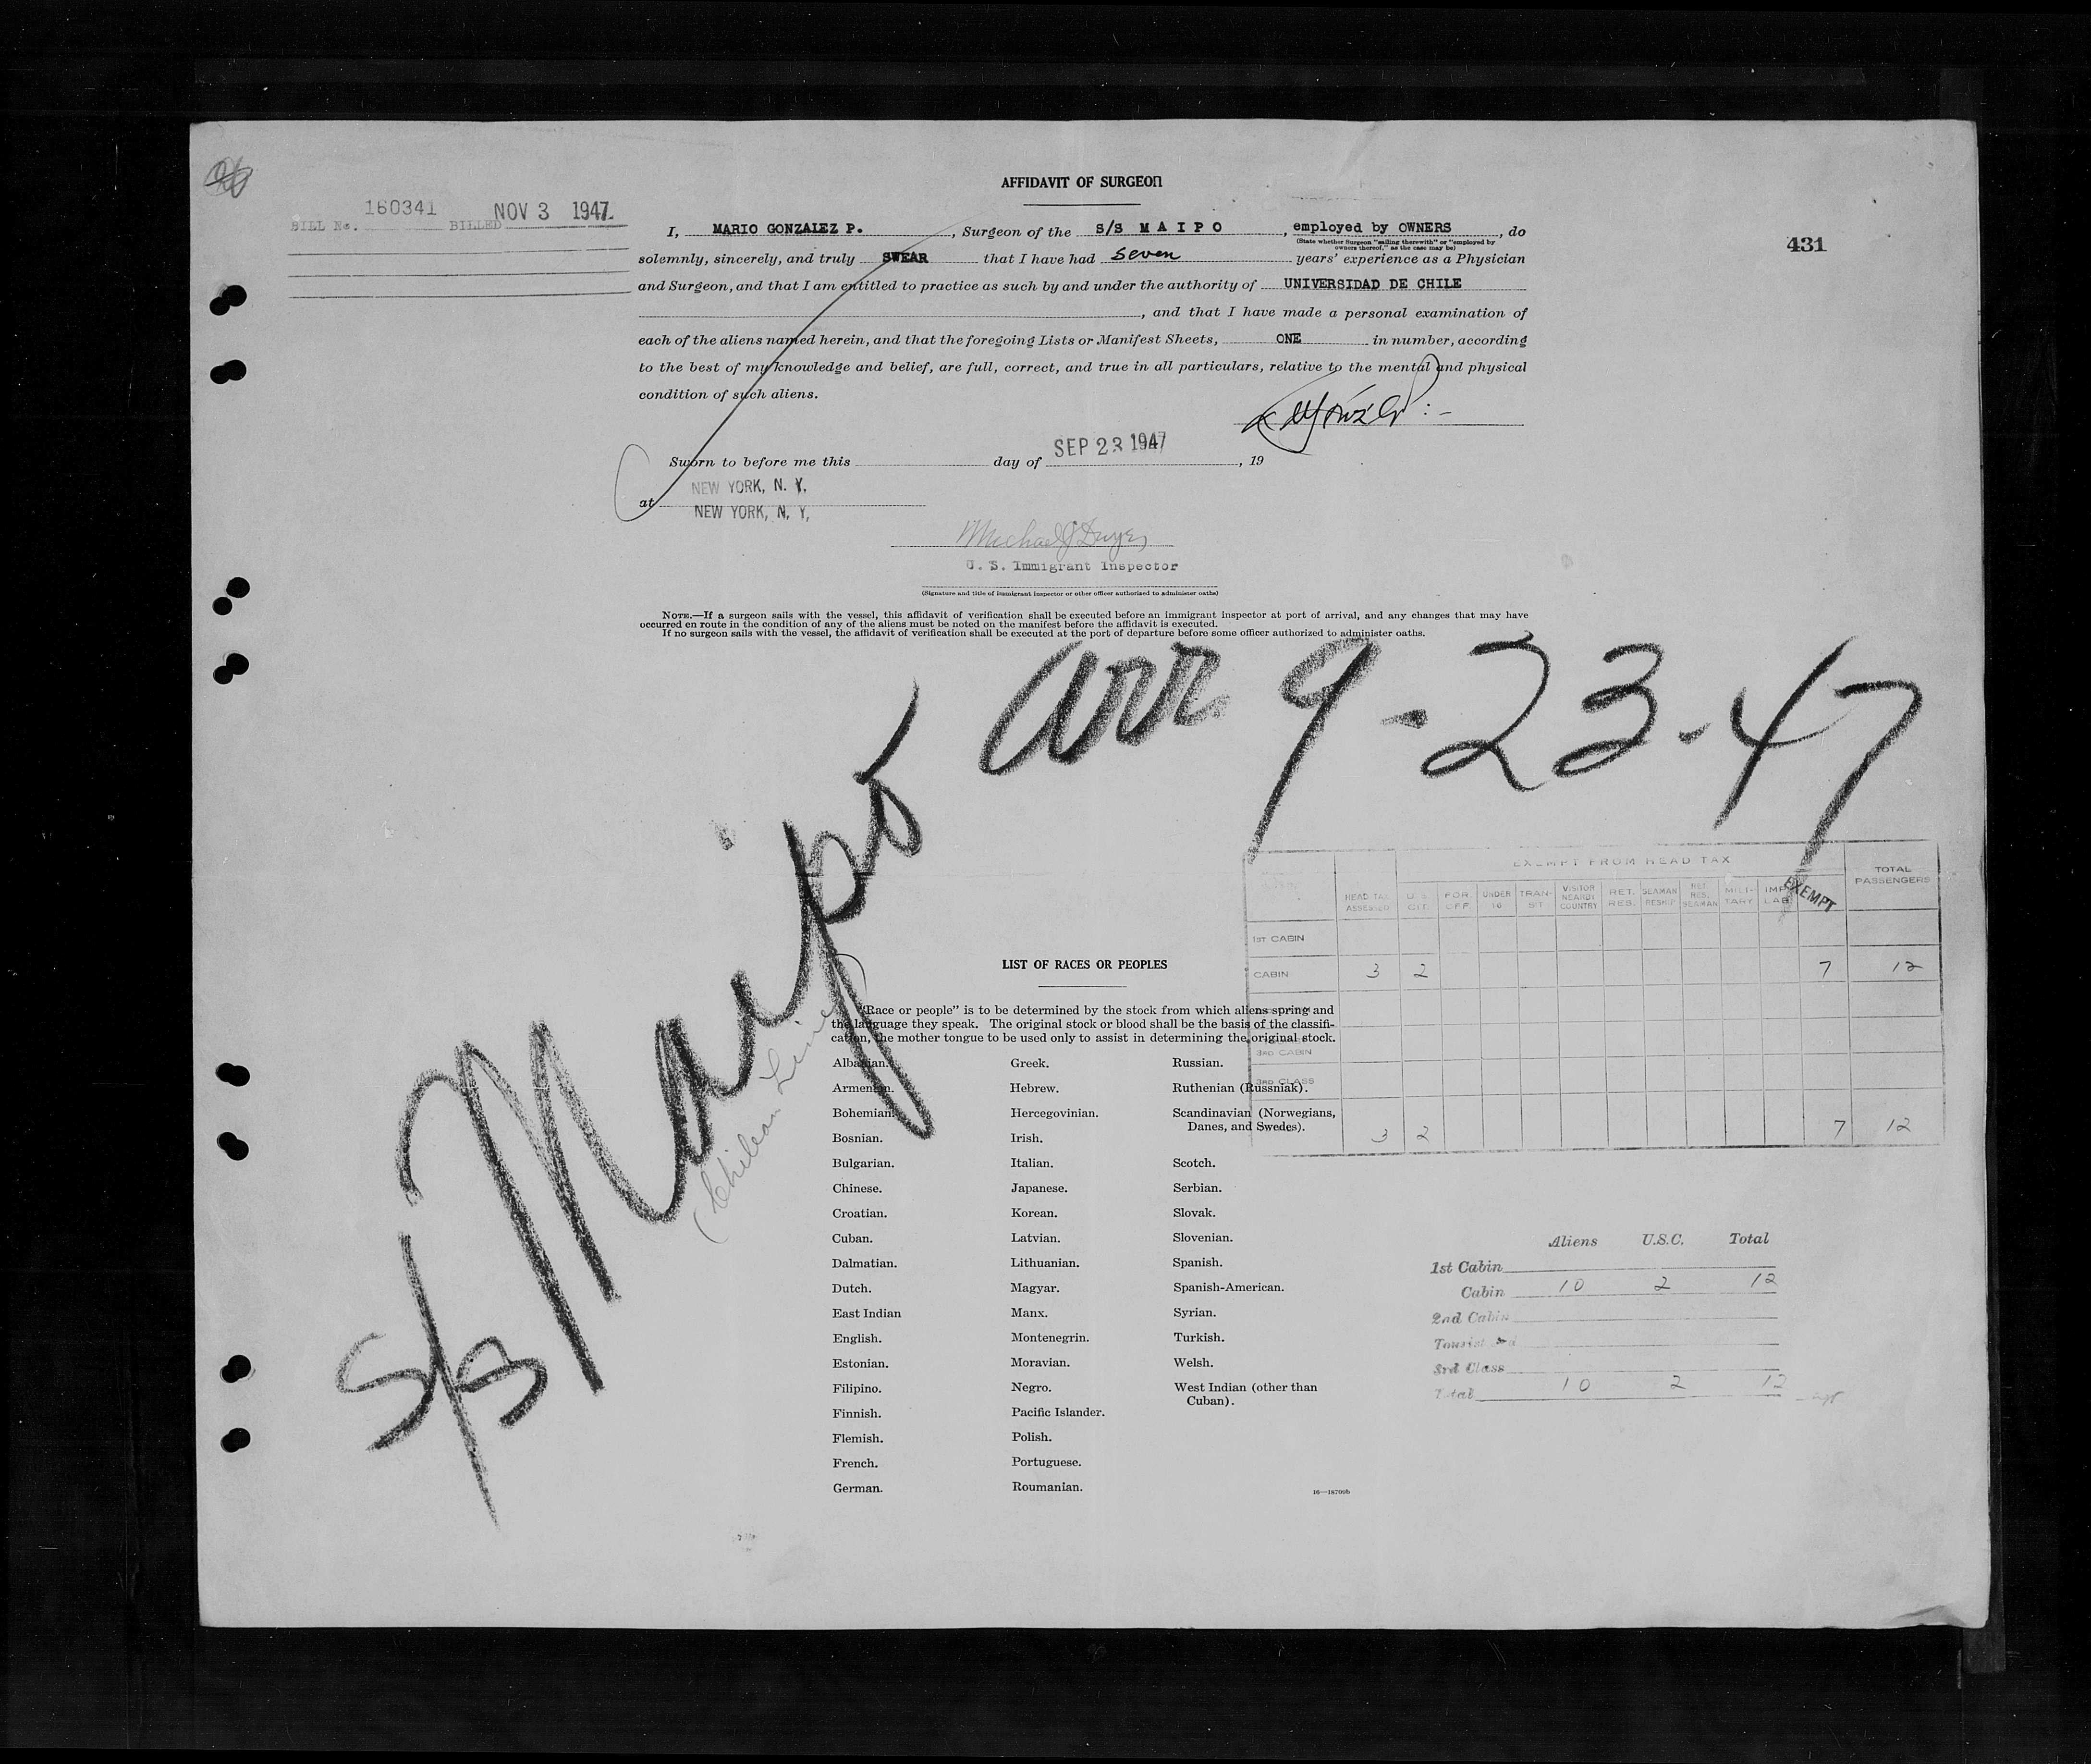 AFFIDAVIT OF SURGEON
BILL No. 160341 BILLED NOV 3 1947
431
I, MARIO GONZALEZ P. , Surgeon of the S/S M A I P O , employed by OWNERS , do
(State whether Surgeon "sailing therewith" or "employed by owners thereof," as the case may be)
solemnly, sincerely, and truly SWEAR that I have had seven years' experience as a Physician
and Surgeon, and that I am entitled to practice as such by and under the authority of UNIVERSIDAD DE CHILE
, and that I have made a personal examination of
each of the aliens named herein, and that the foregoing Lists or Manifest Sheets, ONE in number, according
to the best of my knowledge and belief, are full, correct, and true in all particulars, relative to the mental and physical
condition of such aliens.
Sworn to before me this day of SEP 23 1947 , 19
at NEW YORK, N. Y.
NEW YORK, N. Y,
Michael J Dwyer
U. S. Immigrant Inspector
(Signature and title of immigrant inspector or other officer authorized to administer oaths)
NOTE.—If a surgeon sails with the vessel, this affidavit of verification shall be executed before an immigrant inspector at port of arrival, and any changes that may have
occurred en route in the condition of any of the aliens must be noted on the manifest before the affidavit is executed.
If no surgeon sails with the vessel, the affidavit of verification shall be executed at the port of departure before some officer authorized to administer oaths.
S/S Maipo arr. 9-23-47
(Chilean Line)
EXEMPT FROM HEAD TAX
HEAD TAX ASSESSED U.S. CIT. FOR. OFF. UNDER 16 TRAN-SIT VISITOR NEARBY COUNTRY RET. RES. SEAMAN RESHIP RET. RES. SEAMAN MILI-TARY IMP. LAB. EXEMPT TOTAL PASSENGERS
1ST CABIN
CABIN 3 2 7 12
3RD CABIN
3RD CLASS
3 2 7 12
LIST OF RACES OR PEOPLES
"Race or people" is to be determined by the stock from which aliens spring and
the language they speak. The original stock or blood shall be the basis of the classifi-
cation, the mother tongue to be used only to assist in determining the original stock.
Albanian. Greek. Russian.
Armenian. Hebrew. Ruthenian (Russniak).
Bohemian. Hercegovinian. Scandinavian (Norwegians,
Danes, and Swedes).
Bosnian. Irish.
Bulgarian. Italian. Scotch.
Chinese. Japanese. Serbian.
Croatian. Korean. Slovak.
Cuban. Latvian. Slovenian.
Dalmatian. Lithuanian. Spanish.
Dutch. Magyar. Spanish-American.
East Indian Manx. Syrian.
English. Montenegrin. Turkish.
Estonian. Moravian. Welsh.
Filipino. Negro. West Indian (other than
Cuban).
Finnish. Pacific Islander.
Flemish. Polish.
French. Portuguese.
German. Roumanian.
16—18700b
Aliens U.S.C. Total
1st Cabin
Cabin 10 2 12
2nd Cabin
Tourist 3d
3rd Class
Total 10 2 12